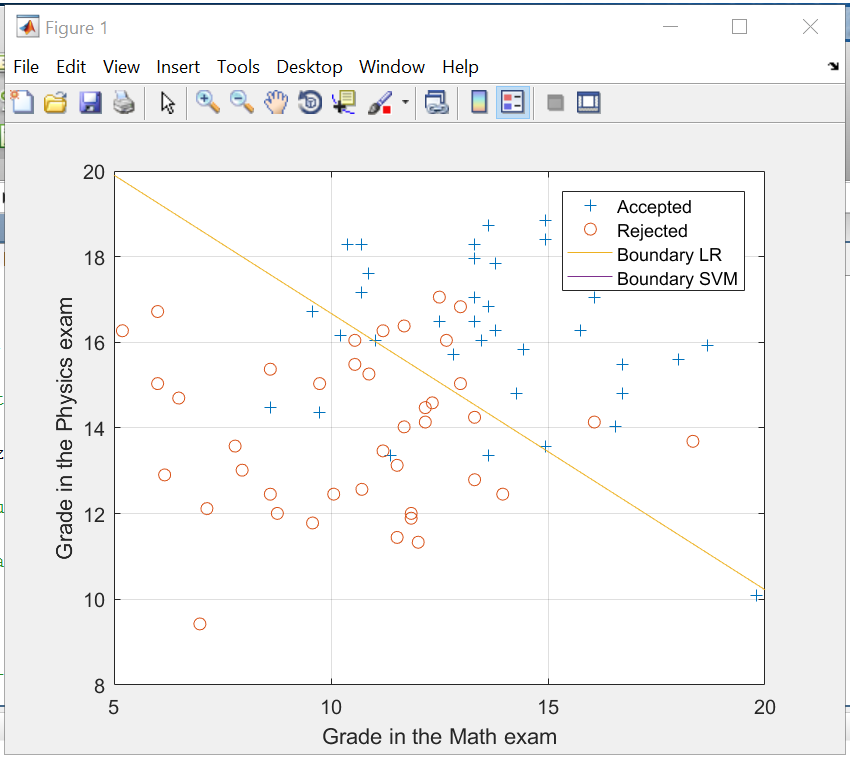 Figure 1
File Edit View Insert Tools Desktop Window Help
20
18
16
14
12
10
8
Grade in the Physics exam
Accepted
Rejected
Boundary LR
Boundary SVM
5 10 15 20
Grade in the Math exam